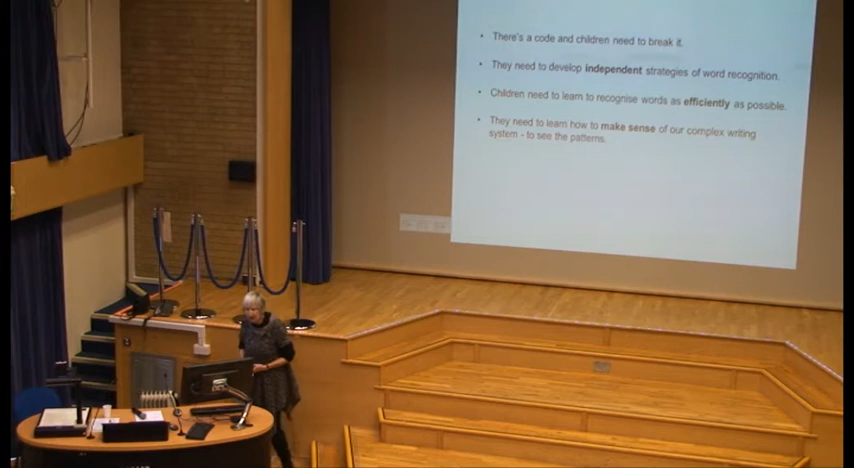 • There's a code and children need to break it.
• They need to develop independent strategies of word recognition.
• Children need to learn to recognise words as efficiently as possible.
• They need to learn how to make sense of our complex writing
system - to see the patterns.